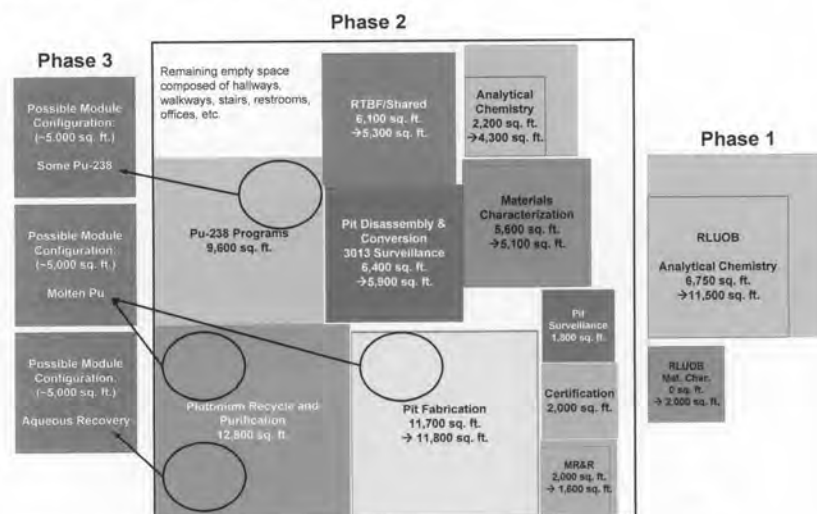 Phase 2
Phase 3
Phase 1
Possible Module
Configuration:
(~5,000 sq. ft.)
Some Pu-238
Possible Module
Configuration:
(~5,000 sq. ft.)
Molten Pu
Possible Module
Configuration:
(~5,000 sq. ft.)
Aqueous Recovery
Remaining empty space
composed of hallways,
walkways, stairs, restrooms,
offices, etc.
RTBF/Shared
6,100 sq. ft.
→5,300 sq. ft.
Analytical
Chemistry
2,200 sq. ft.
→4,300 sq. ft.
Pu-238 Programs
9,600 sq. ft.
Pit Disassembly &
Conversion
3013 Surveillance
6,400 sq. ft.
→5,900 sq. ft.
Materials
Characterization
5,600 sq. ft.
→5,100 sq. ft.
Plutonium Recycle and
Purification
12,800 sq. ft.
Pit Fabrication
11,700 sq. ft.
→ 11,800 sq. ft.
Pit
Surveillance
1,800 sq. ft.
Certification
2,000 sq. ft.
MR&R
2,000 sq. ft.
→ 1,600 sq. ft.
RLUOB
Analytical Chemistry
6,750 sq. ft.
→11,500 sq. ft.
RLUOB
Mat. Char.
0 sq. ft.
→ 2,000 sq. ft.